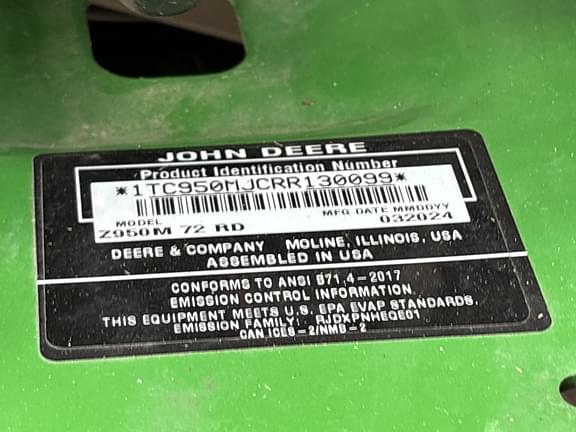 JOHN DEERE
Product Identification Number
*1TC950MJCRR130099*
MODEL MFG DATE MMDDYY
Z950M 72 RD 032024
DEERE & COMPANY MOLINE, ILLINOIS, USA
ASSEMBLED IN USA
CONFORMS TO ANSI B71.4-2017
EMISSION CONTROL INFORMATION
THIS EQUIPMENT MEETS U.S. EPA EVAP STANDARDS.
EMISSION FAMILY: RJDXPNHEQE01
CAN ICES-2/NMB-2